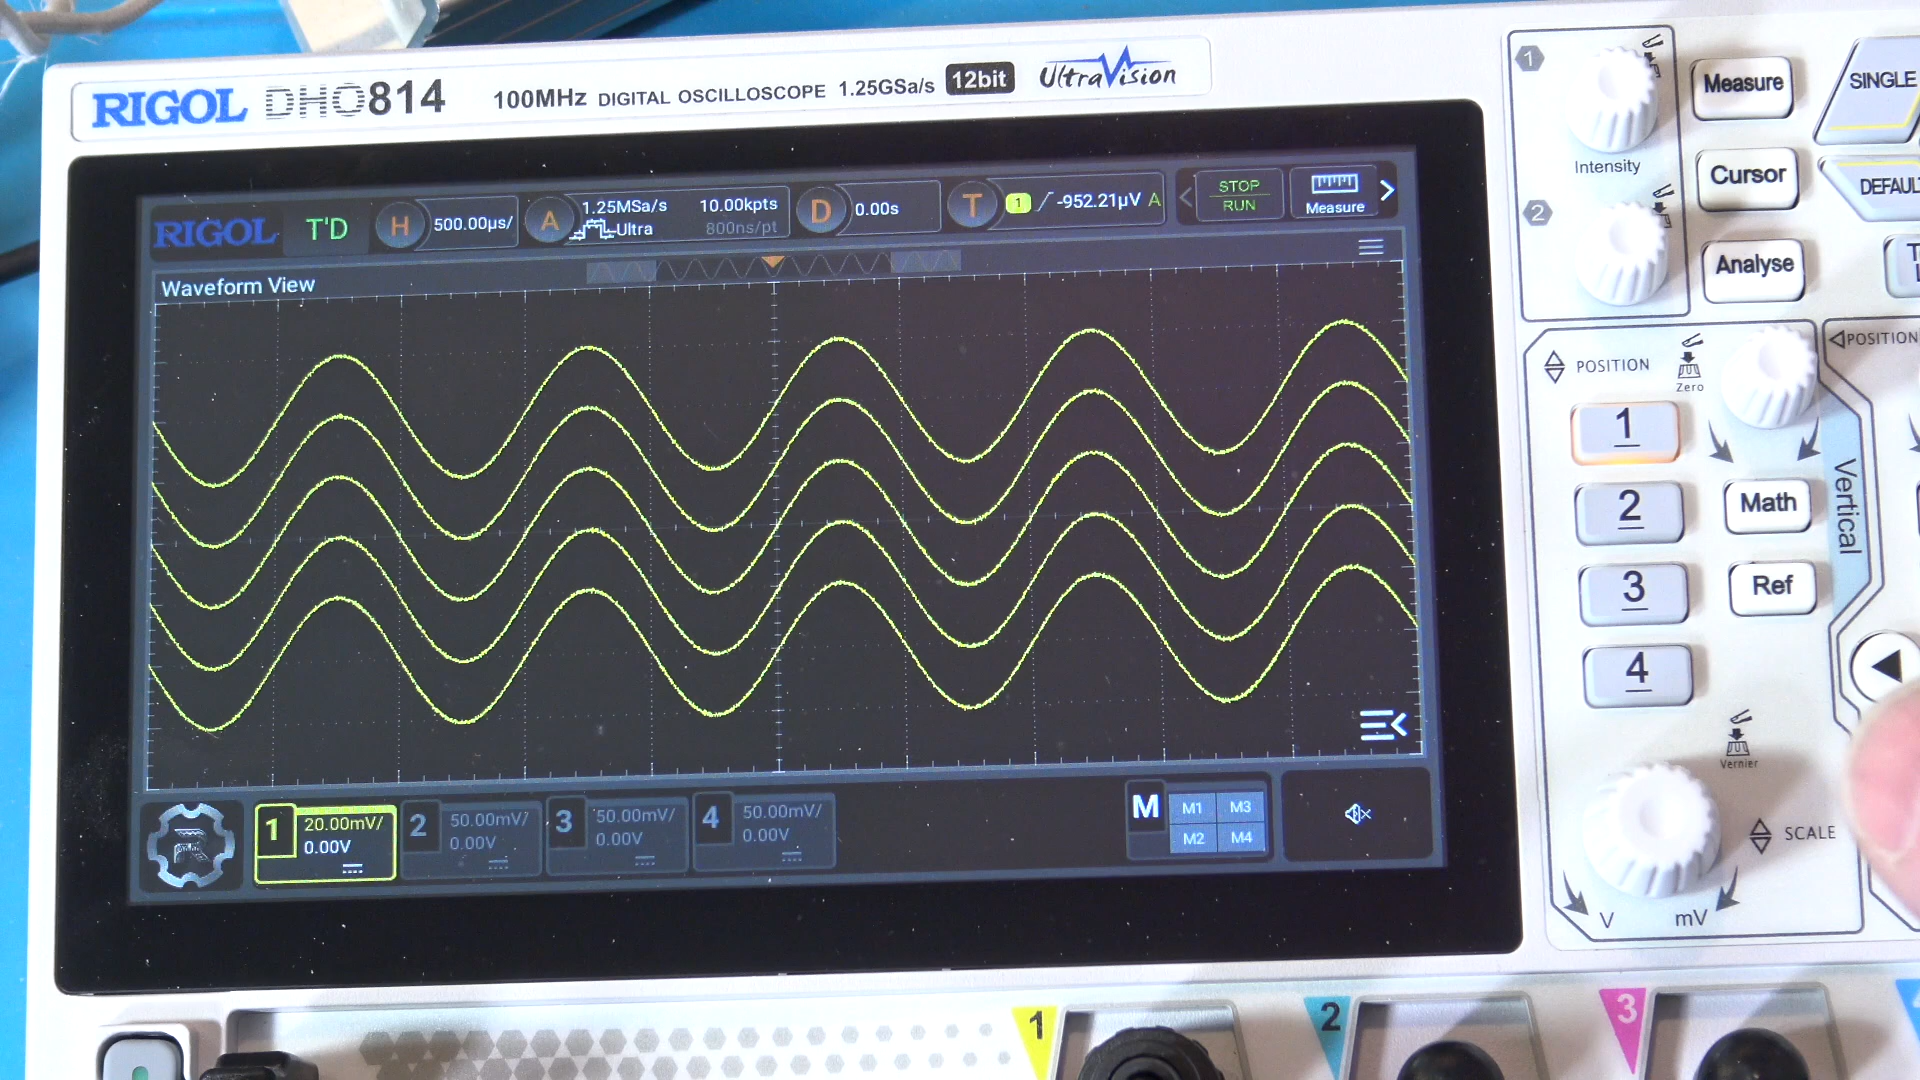 RIGOL DHO814 100MHz DIGITAL OSCILLOSCOPE 1.25GSa/s 12bit UltraVision
RIGOL T'D H 500.00µs/ A 1.25MSa/s 10.00kpts D 0.00s T 1 -952.21µV A STOP RUN Measure
Ultra 800ns/pt
Waveform View
1 20.00mV/ 0.00V
2 50.00mV/ 0.00V
3 50.00mV/ 0.00V
4 50.00mV/ 0.00V
M M1 M3
M2 M4
1
Intensity
2
Measure
Cursor
Analyse
SINGLE
POSITION
Zero
POSITION
1
2
3
4
Math
Ref
Vertical
Vernier
SCALE
V mV
1
2
3